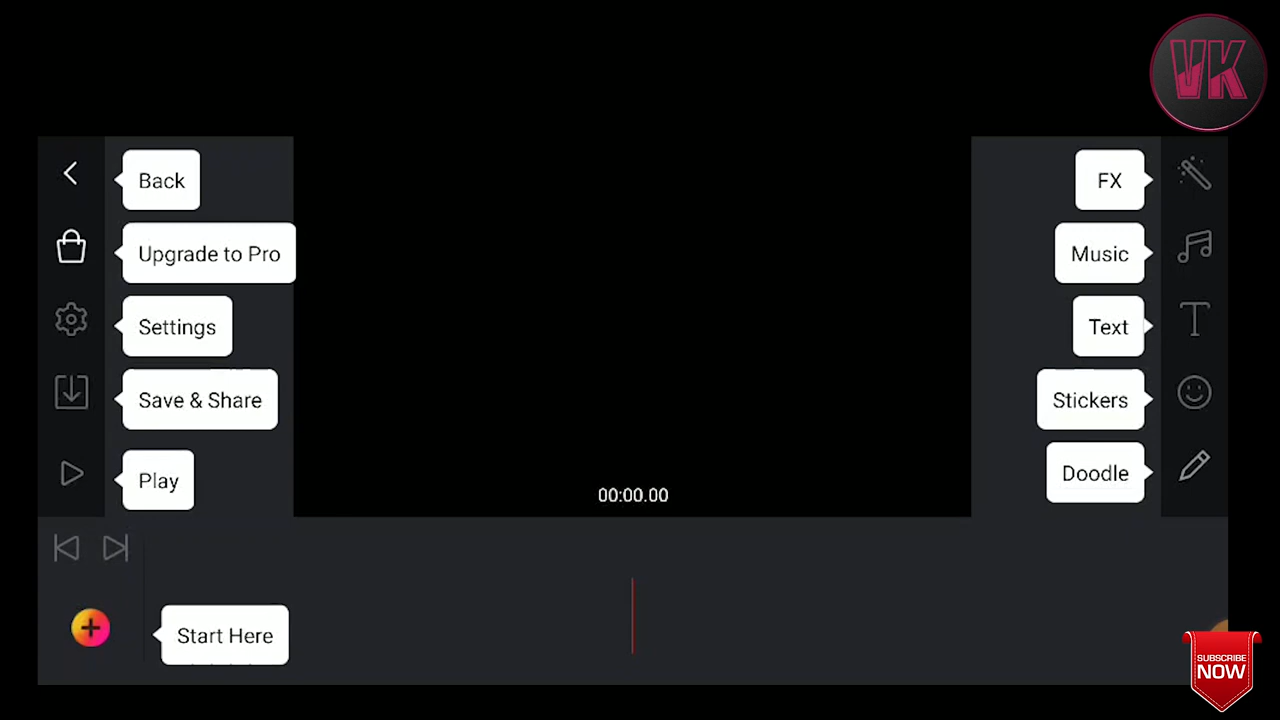 VK
Back
FX
Upgrade to Pro
Music
Settings
Text
Save & Share
Stickers
Play
Doodle
00:00.00
Start Here
SUBSCRIBE
NOW